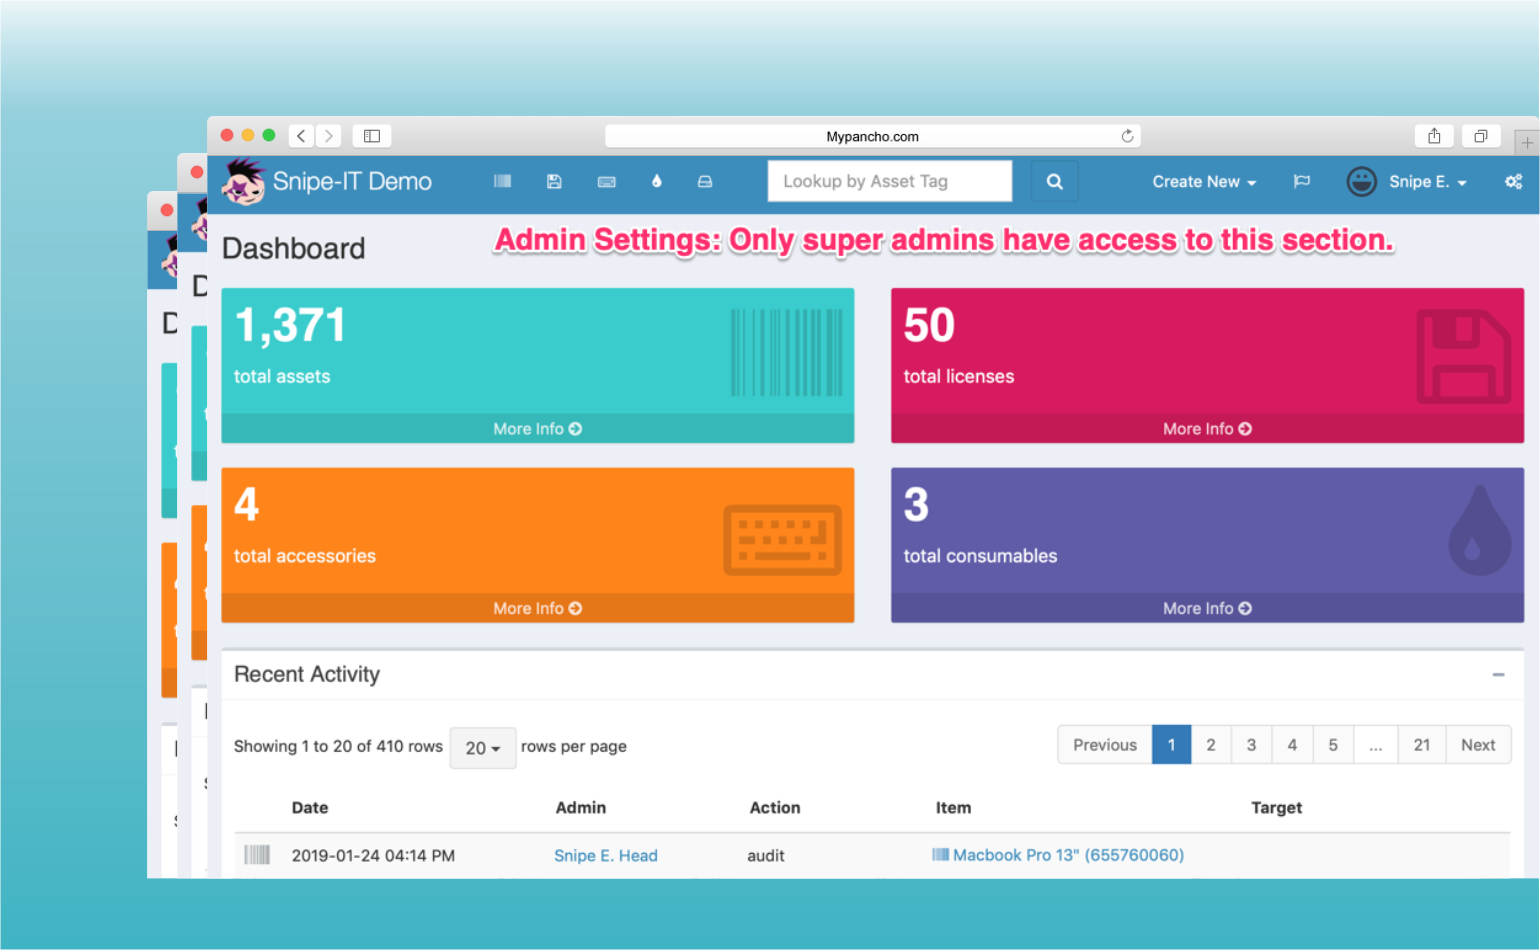 Mypancho.com
Snipe-IT Demo
Lookup by Asset Tag
Create New
Snipe E.
Dashboard
Admin Settings: Only super admins have access to this section.
1,371
total assets
More Info
50
total licenses
More Info
4
total accessories
More Info
3
total consumables
More Info
Recent Activity
Showing 1 to 20 of 410 rows 20 rows per page
Previous 1 2 3 4 5 ... 21 Next
Date Admin Action Item Target
2019-01-24 04:14 PM Snipe E. Head audit Macbook Pro 13" (655760060)